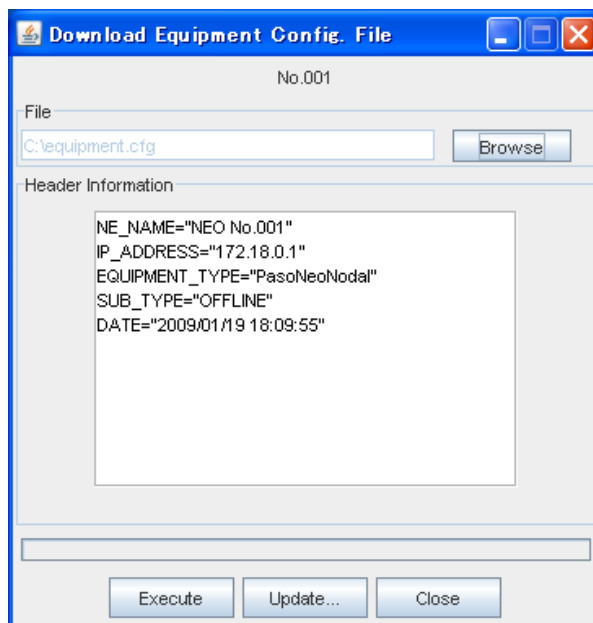 Download Equipment Config. File
No.001
File
C:\equipment.cfg
Browse
Header Information
NE_NAME="NEO No.001"
IP_ADDRESS="172.18.0.1"
EQUIPMENT_TYPE="PasoNeoNodal"
SUB_TYPE="OFFLINE"
DATE="2009/01/19 18:09:55"
Execute
Update...
Close